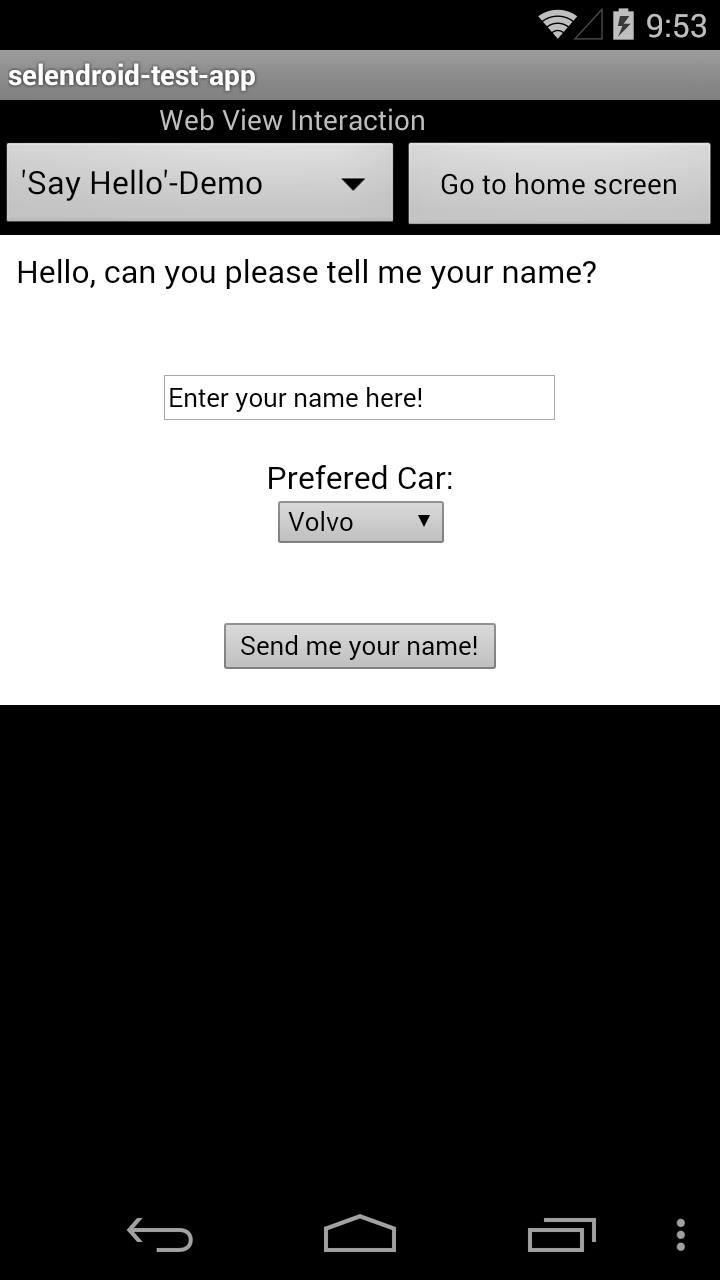 9:53
selendroid-test-app
Web View Interaction
'Say Hello'-Demo
Go to home screen
Hello, can you please tell me your name?
Enter your name here!
Prefered Car:
Volvo
Send me your name!